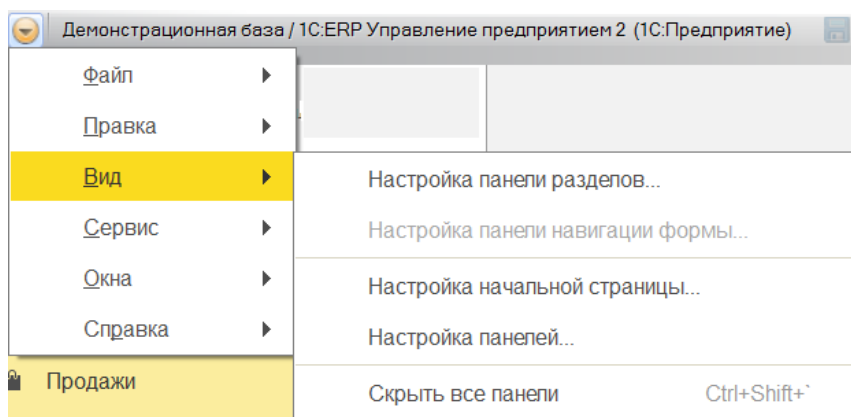 Демонстрационная база / 1С:ERP Управление предприятием 2 (1С:Предприятие)
Файл
Правка
Вид
Сервис
Окна
Справка
Настройка панели разделов...
Настройка панели навигации формы...
Настройка начальной страницы...
Настройка панелей...
Скрыть все панели Ctrl+Shift+`
Продажи